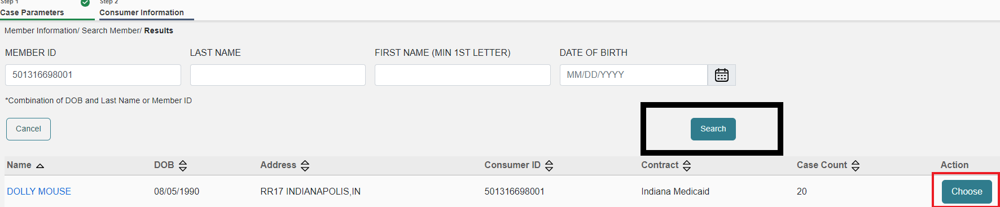 Step 1 Step 2
Case Parameters Consumer Information
Member Information/ Search Member/ Results
MEMBER ID LAST NAME FIRST NAME (MIN 1ST LETTER) DATE OF BIRTH
501316698001 MM/DD/YYYY
*Combination of DOB and Last Name or Member ID
Cancel Search
Name DOB Address Consumer ID Contract Case Count Action
DOLLY MOUSE 08/05/1990 RR17 INDIANAPOLIS,IN 501316698001 Indiana Medicaid 20 Choose